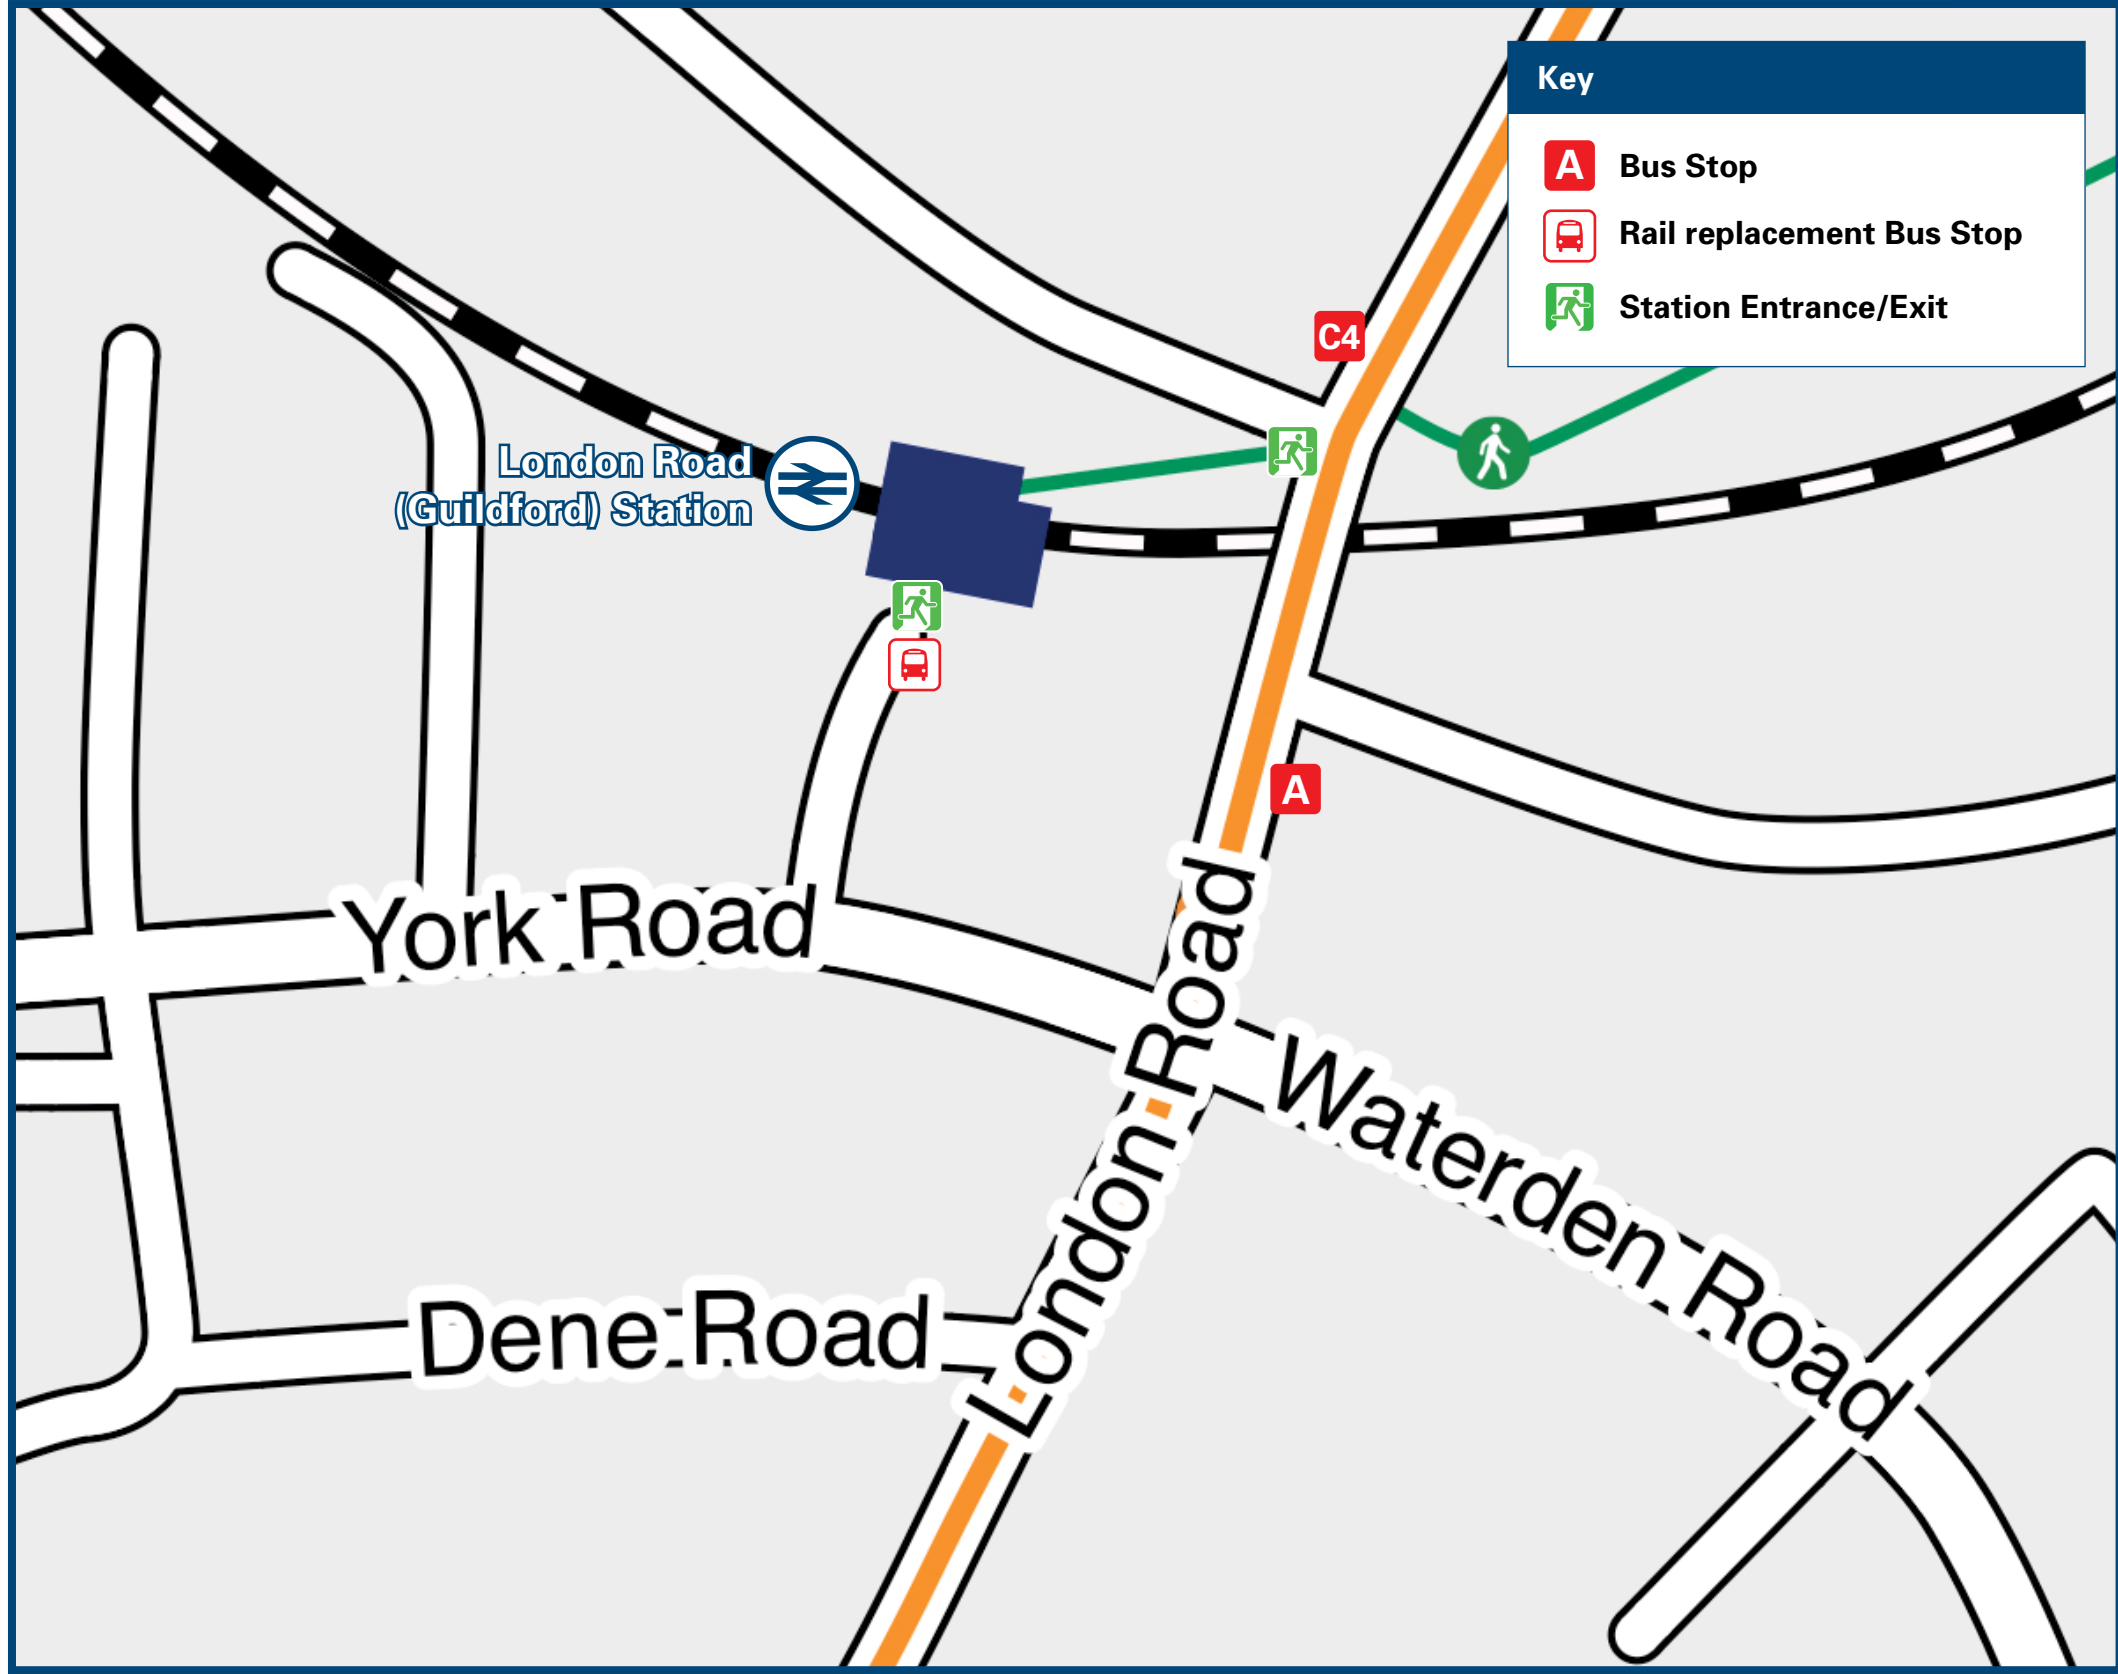 Key
A
Bus Stop
Rail replacement Bus Stop
Station Entrance/Exit
C4
London Road
(Guildford) Station
A
York Road
London Road
Waterden Road
Dene Road